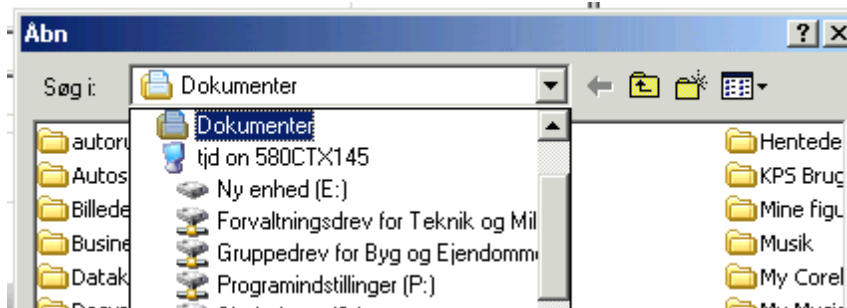 Åbn
Søg i: Dokumenter
Dokumenter
tjd on 580CTX145
Ny enhed (E:)
Forvaltningsdrev for Teknik og Mil
Gruppedrev for Byg og Ejendomm
Programindstillinger (P:)
autoru
Autos
Billede
Busine
Datak
Hentede
KPS Brug
Mine figu
Musik
My Corel